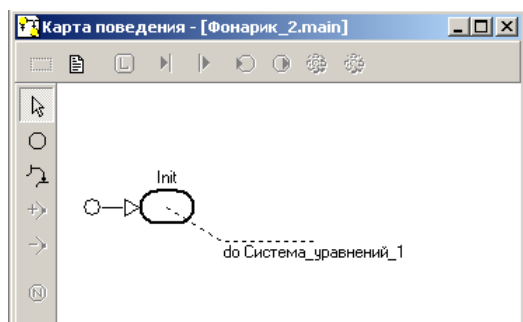 Карта поведения - [Фонарик_2.main]
L
Init
do Система_уравнений_1
N